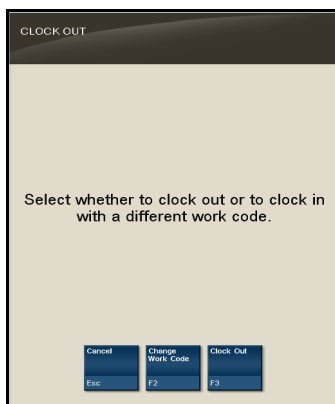 CLOCK OUT
Select whether to clock out or to clock in
with a different work code.
Cancel
Esc
Change
Work Code
F2
Clock Out
F3